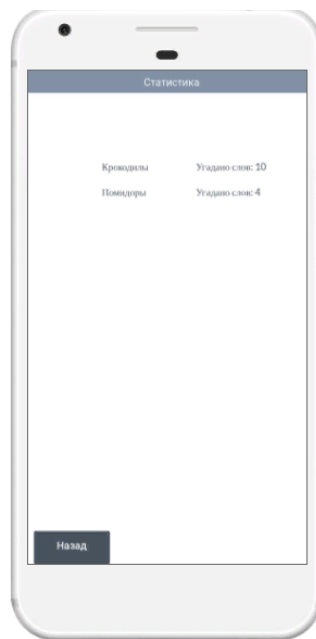 Статистика
Крокодилы Угадано слов: 10
Помидоры Угадано слов: 4
Назад